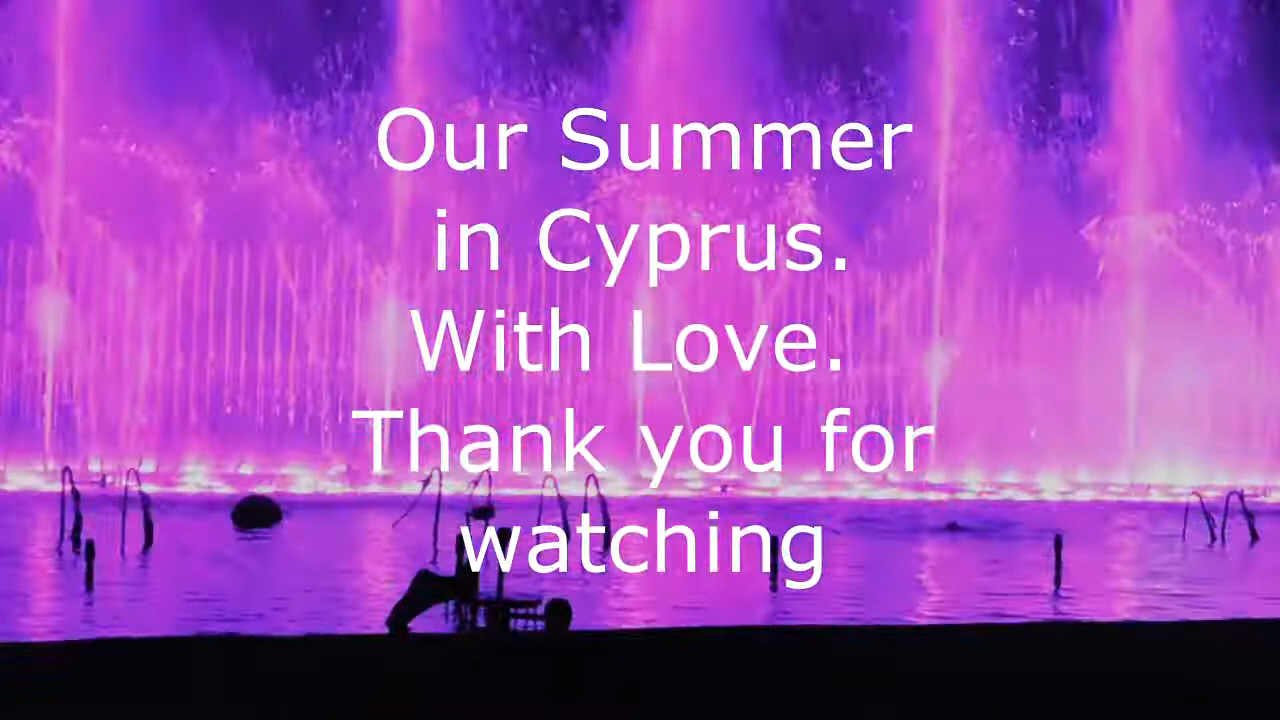 Our Summer
in Cyprus.
With Love.
Thank you for
watching